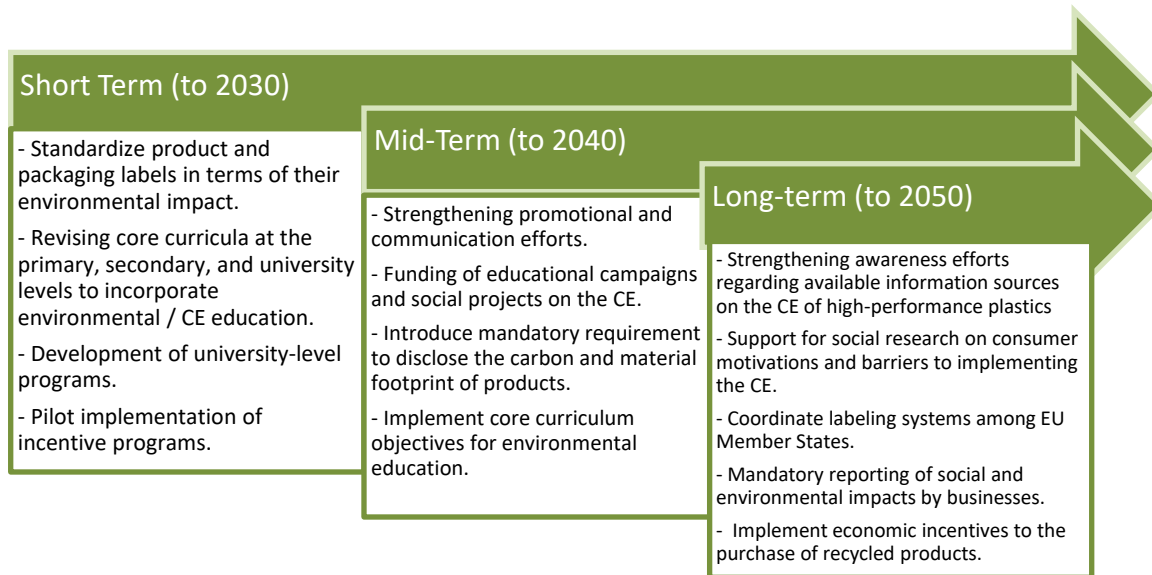 Short Term (to 2030)
- Standardize product and
packaging labels in terms of their
environmental impact.
- Revising core curricula at the
primary, secondary, and university
levels to incorporate
environmental / CE education.
- Development of university-level
programs.
- Pilot implementation of
incentive programs.
Mid-Term (to 2040)
- Strengthening promotional and
communication efforts.
- Funding of educational campaigns
and social projects on the CE.
- Introduce mandatory requirement
to disclose the carbon and material
footprint of products.
- Implement core curriculum
objectives for environmental
education.
Long-term (to 2050)
- Strengthening awareness efforts
regarding available information sources
on the CE of high-performance plastics
- Support for social research on consumer
motivations and barriers to implementing
the CE.
- Coordinate labeling systems among EU
Member States.
- Mandatory reporting of social and
environmental impacts by businesses.
- Implement economic incentives to the
purchase of recycled products.